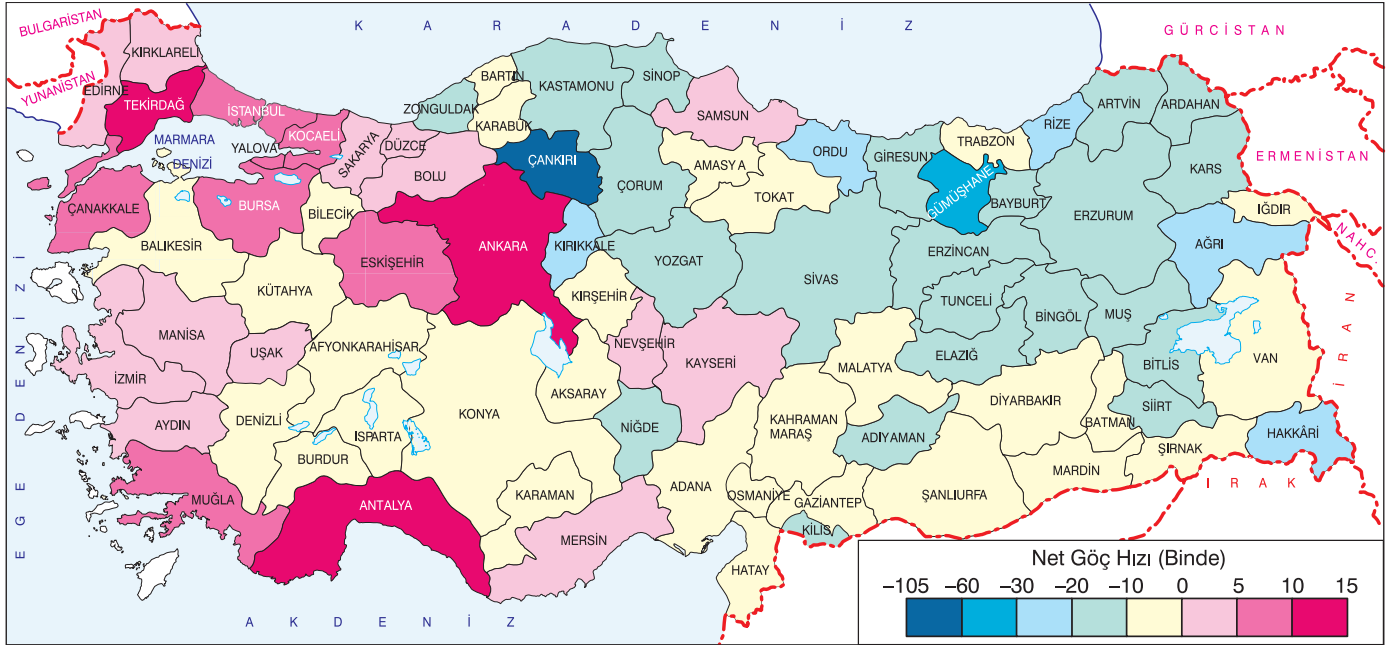 BULGARİSTAN
K A R A D E N İ Z
GÜRCİSTAN
YUNANİSTAN
KIRKLARELİ
EDİRNE
TEKİRDAĞ
İSTANBUL
KOCAELİ
YALOVA
MARMARA
DENİZİ
SAKARYA
DÜZCE
BOLU
ZONGULDAK
BARTIN
KARABÜK
KASTAMONU
SİNOP
SAMSUN
ÇANKIRI
ÇORUM
AMASYA
TOKAT
ORDU
GİRESUN
TRABZON
RİZE
ARTVİN
ARDAHAN
KARS
ERMENİSTAN
GÜMÜŞHANE
BAYBURT
ERZURUM
IĞDIR
NAHÇ.
AĞRI
ÇANAKKALE
BURSA
BİLECİK
BALIKESİR
ESKİŞEHİR
ANKARA
KIRIKKALE
YOZGAT
SİVAS
ERZİNCAN
TUNCELİ
BİNGÖL
MUŞ
KÜTAHYA
KIRŞEHİR
MANİSA
UŞAK
AFYONKARAHİSAR
NEVŞEHİR
KAYSERİ
MALATYA
ELAZIĞ
BİTLİS
VAN
İRAN
İZMİR
AKSARAY
KONYA
AYDIN
DENİZLİ
ISPARTA
BURDUR
NİĞDE
KAHRAMAN
MARAŞ
ADIYAMAN
DİYARBAKIR
BATMAN
SİİRT
ŞIRNAK
HAKKÂRİ
MARDİN
IRAK
MUĞLA
ANTALYA
KARAMAN
MERSİN
ADANA
OSMANİYE
GAZİANTEP
ŞANLIURFA
KİLİS
HATAY
EGE DENİZİ
A K D E N İ Z
Net Göç Hızı (Binde)
–105 –60 –30 –20 –10 0 5 10 15